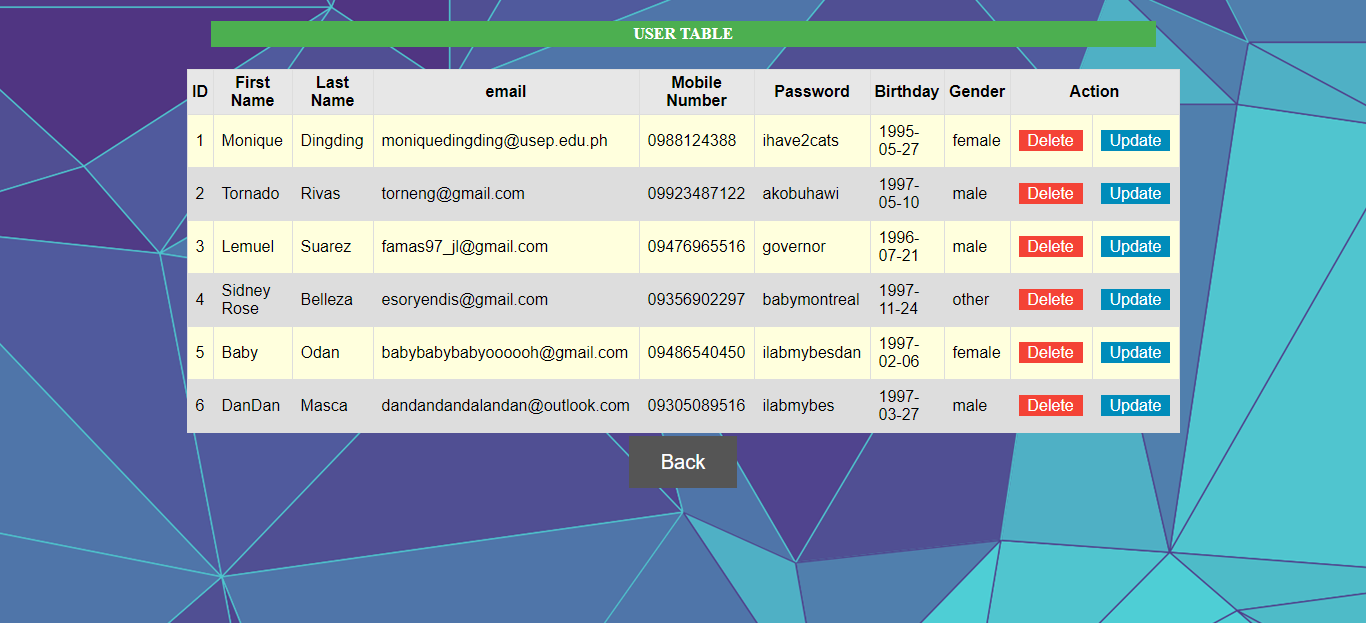 USER TABLE
ID First Name Last Name email Mobile Number Password Birthday Gender Action
1 Monique Dingding moniquedingding@usep.edu.ph 0988124388 ihave2cats 1995-05-27 female Delete Update
2 Tornado Rivas torneng@gmail.com 09923487122 akobuhawi 1997-05-10 male Delete Update
3 Lemuel Suarez famas97_jl@gmail.com 09476965516 governor 1996-07-21 male Delete Update
4 Sidney Rose Belleza esoryendis@gmail.com 09356902297 babymontreal 1997-11-24 other Delete Update
5 Baby Odan babybabybabyoooooh@gmail.com 09486540450 ilabmybesdan 1997-02-06 female Delete Update
6 DanDan Masca dandandandalandan@outlook.com 09305089516 ilabmybes 1997-03-27 male Delete Update
Back